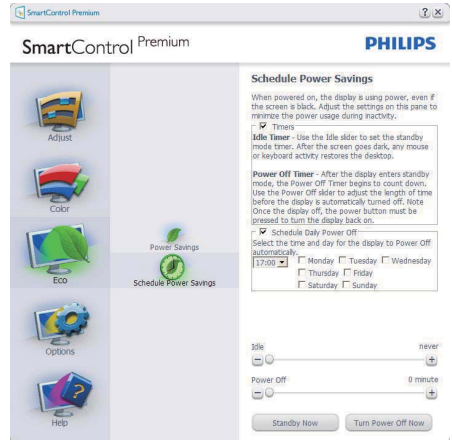 SmartControl Premium
SmartControl Premium
PHILIPS
Adjust
Color
Eco
Options
Help
Power Savings
Schedule Power Savings
Schedule Power Savings
When powered on, the display is using power, even if
the screen is black. Adjust the settings on this pane to
minimize the power usage during inactivity.
Timers
Idle Timer - Use the Idle slider to set the standby
mode timer. After the screen goes dark, any mouse
or keyboard activity restores the desktop.
Power Off Timer - After the display enters standby
mode, the Power Off Timer begins to count down.
Use the Power Off slider to adjust the length of time
before the display is automatically turned off. Note
Once the display off, the power button must be
pressed to turn the display back on.
Schedule Daily Power Off
Select the time and day for the display to Power Off
automatically.
17:00 Monday Tuesday Wednesday
Thursday Friday
Saturday Sunday
Idle never
Power Off 0 minute
Standby Now Turn Power Off Now